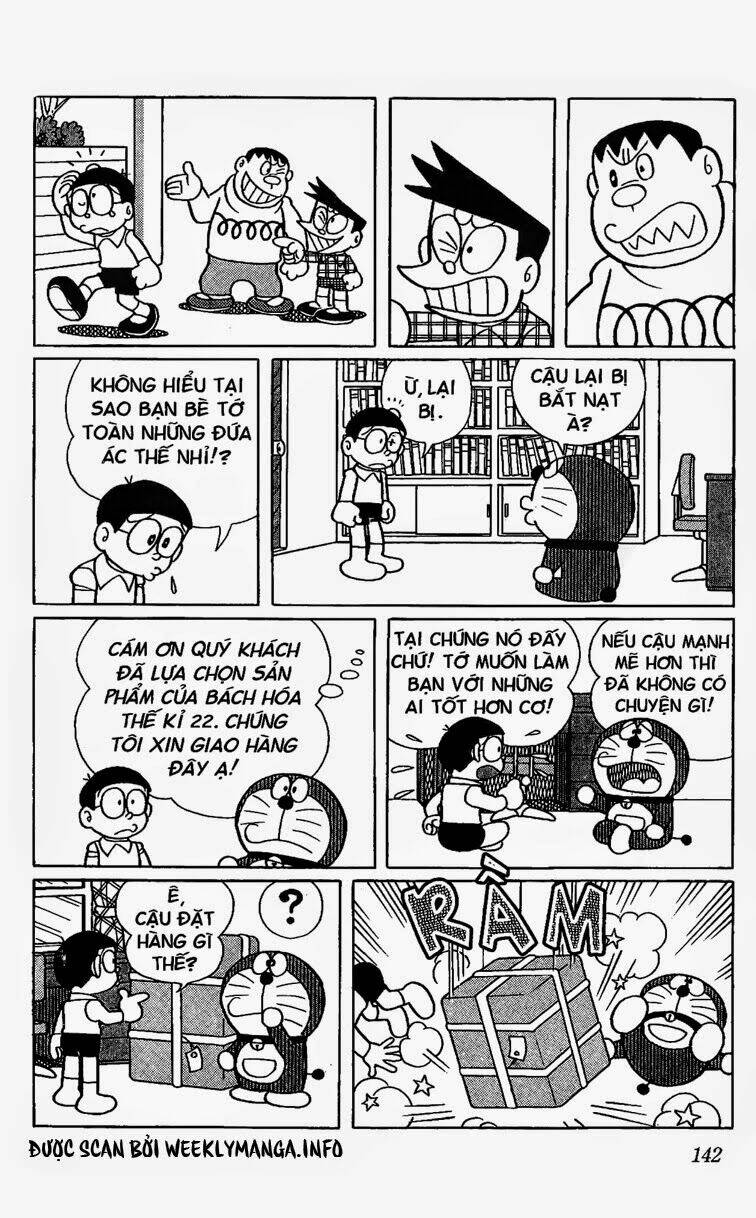 CẬU LẠI BỊ
BẮT NẠT
À?
Ừ, LẠI
BỊ.
KHÔNG HIỂU TẠI
SAO BẠN BÈ TỚ
TOÀN NHỮNG ĐỨA
ÁC THẾ NHỈ!?
NẾU CẬU MẠNH
MẼ HƠN THÌ
ĐÃ KHÔNG CÓ
CHUYỆN GÌ!
TẠI CHÚNG NÓ ĐẤY
CHỨ! TỚ MUỐN LÀM
BẠN VỚI NHỮNG
AI TỐT HƠN CƠ!
CÁM ƠN QUÝ KHÁCH
ĐÃ LỰA CHỌN SẢN
PHẨM CỦA BÁCH HÓA
THẾ KỈ 22. CHÚNG
TÔI XIN GIAO HÀNG
ĐÂY Ạ!
RẦM
?
Ê,
CẬU ĐẶT
HÀNG GÌ
THẾ?
ĐƯỢC SCAN BỞI WEEKLYMANGA.INFO
142